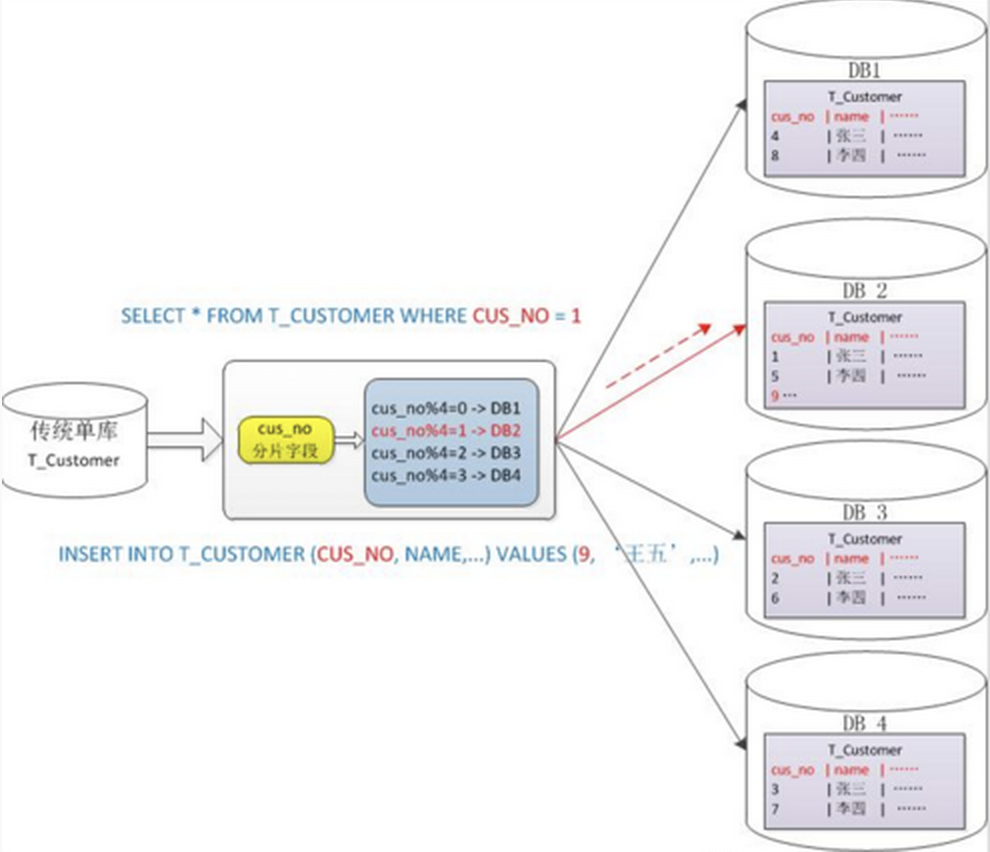 DB1
T_Customer
cus_no | name | ······
4 | 张三 | ······
8 | 李四 | ······
DB 2
T_Customer
cus_no | name | ······
1 | 张三 | ······
5 | 李四 | ······
9 ···
SELECT * FROM T_CUSTOMER WHERE CUS_NO = 1
传统单库
T_Customer
cus_no
分片字段
cus_no%4=0 -> DB1
cus_no%4=1 -> DB2
cus_no%4=2 -> DB3
cus_no%4=3 -> DB4
INSERT INTO T_CUSTOMER (CUS_NO, NAME,...) VALUES (9, ‘王五’,...)
DB 3
T_Customer
cus_no | name | ······
2 | 张三 | ······
6 | 李四 | ······
DB 4
T_Customer
cus_no | name | ······
3 | 张三 | ······
7 | 李四 | ······